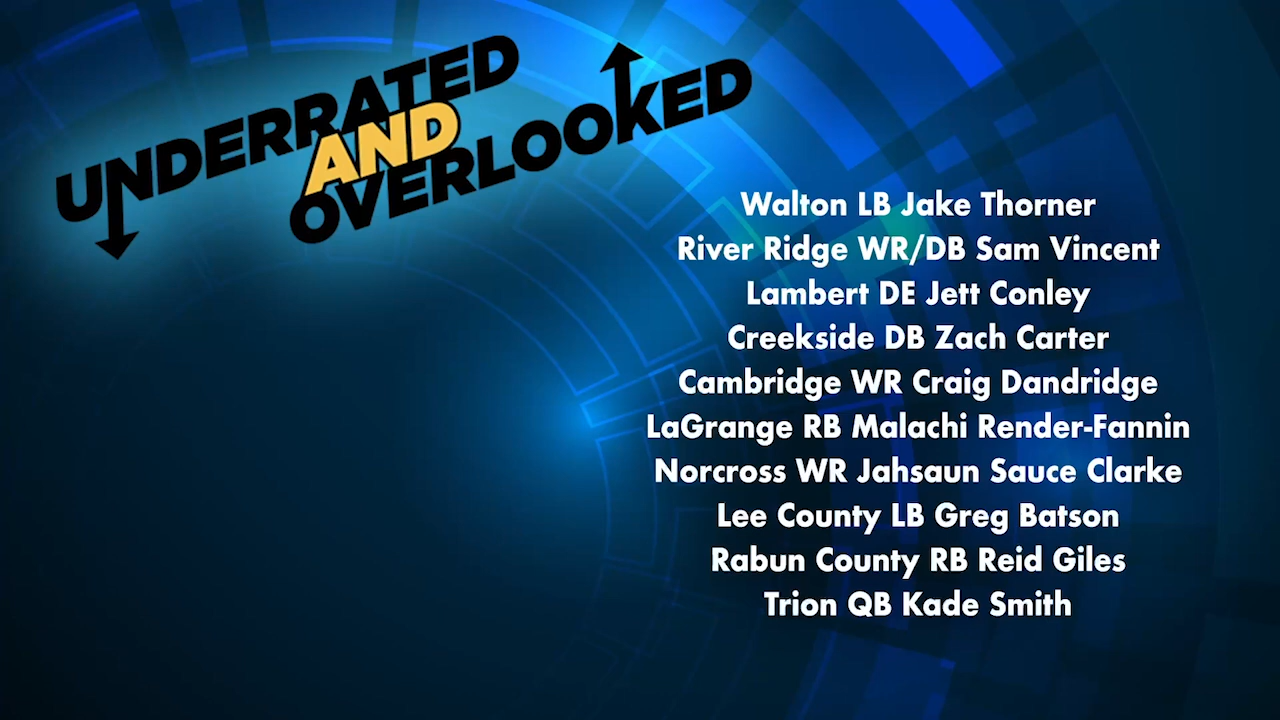 UNDERRATED
AND
OVERLOOKED
Walton LB Jake Thorner
River Ridge WR/DB Sam Vincent
Lambert DE Jett Conley
Creekside DB Zach Carter
Cambridge WR Craig Dandridge
LaGrange RB Malachi Render-Fannin
Norcross WR Jahsaun Sauce Clarke
Lee County LB Greg Batson
Rabun County RB Reid Giles
Trion QB Kade Smith